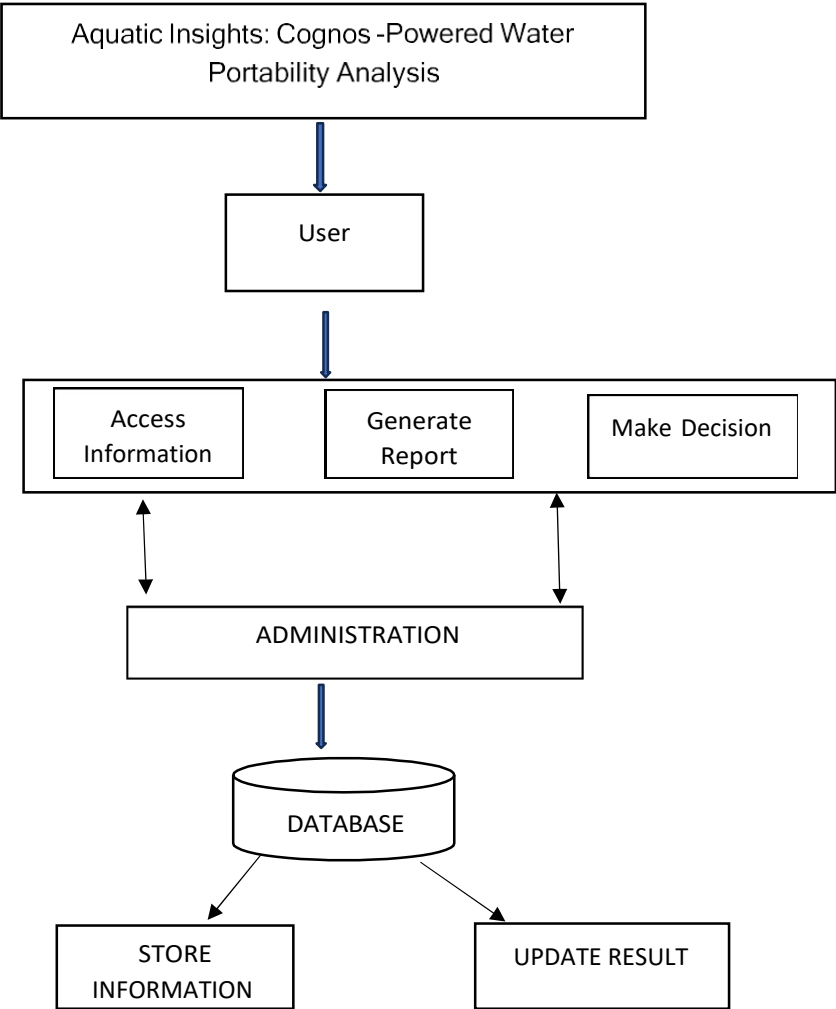 Aquatic Insights: Cognos -Powered Water
Portability Analysis
User
Access
Information
Generate
Report
Make Decision
ADMINISTRATION
DATABASE
STORE
INFORMATION
UPDATE RESULT